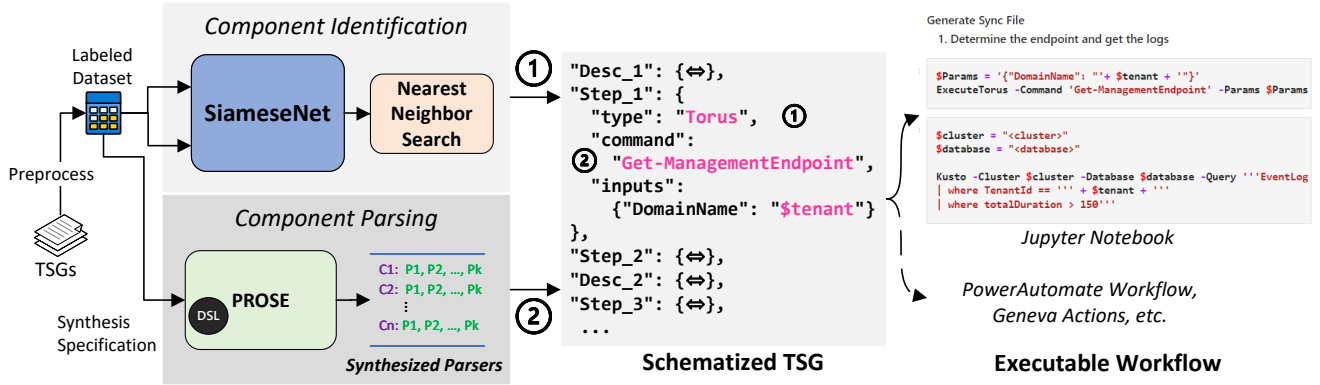 Labeled
Dataset
Preprocess
TSGs
Synthesis
Specification
Component Identification
SiameseNet
Nearest
Neighbor
Search
Component Parsing
PROSE
DSL
C1: P1, P2, …, Pk
C2: P1, P2, …, Pk
⋮
Cn: P1, P2, …, Pk
Synthesized Parsers
1
2
"Desc_1": {⇔},
"Step_1": {
"type": "Torus", 1
"command":
2 "Get-ManagementEndpoint",
"inputs":
{"DomainName": "$tenant"}
},
"Step_2": {⇔},
"Desc_2": {⇔},
"Step_3": {⇔},
...
Schematized TSG
Generate Sync File
1. Determine the endpoint and get the logs
$Params = '{"DomainName": "'+ $tenant + '"}'
ExecuteTorus -Command 'Get-ManagementEndpoint' -Params $Params
$cluster = "<cluster>"
$database = "<database>"
Kusto -Cluster $cluster -Database $database -Query '''EventLog
| where TenantId == ''' + $tenant + '''
| where totalDuration > 150'''
Jupyter Notebook
PowerAutomate Workflow,
Geneva Actions, etc.
Executable Workflow